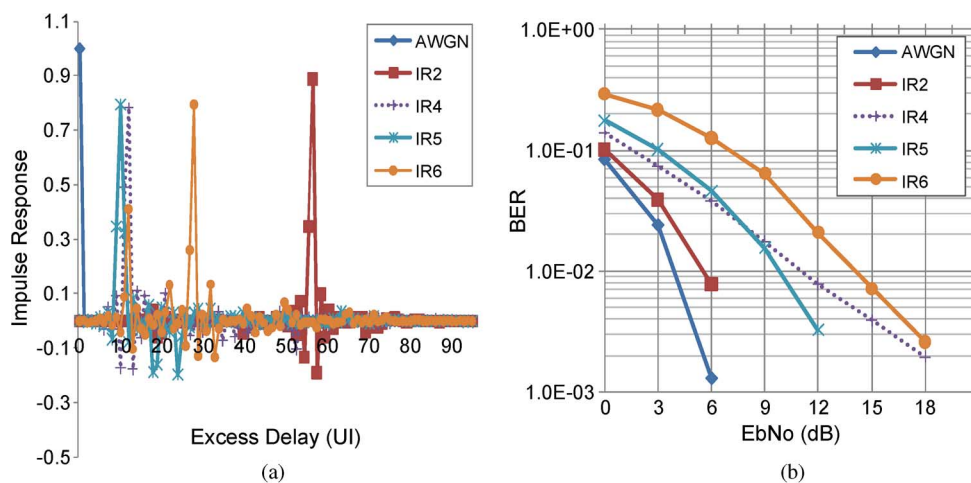 1.1
0.9
0.7
0.5
0.3
0.1
-0.1
-0.3
-0.5
0 10 20 30 40 50 60 70 80 90
Impulse Response
Excess Delay (UI)
AWGN
IR2
IR4
IR5
IR6
(a)
1.0E+00
1.0E-01
1.0E-02
1.0E-03
0 3 6 9 12 15 18
BER
EbNo (dB)
AWGN
IR2
IR4
IR5
IR6
(b)